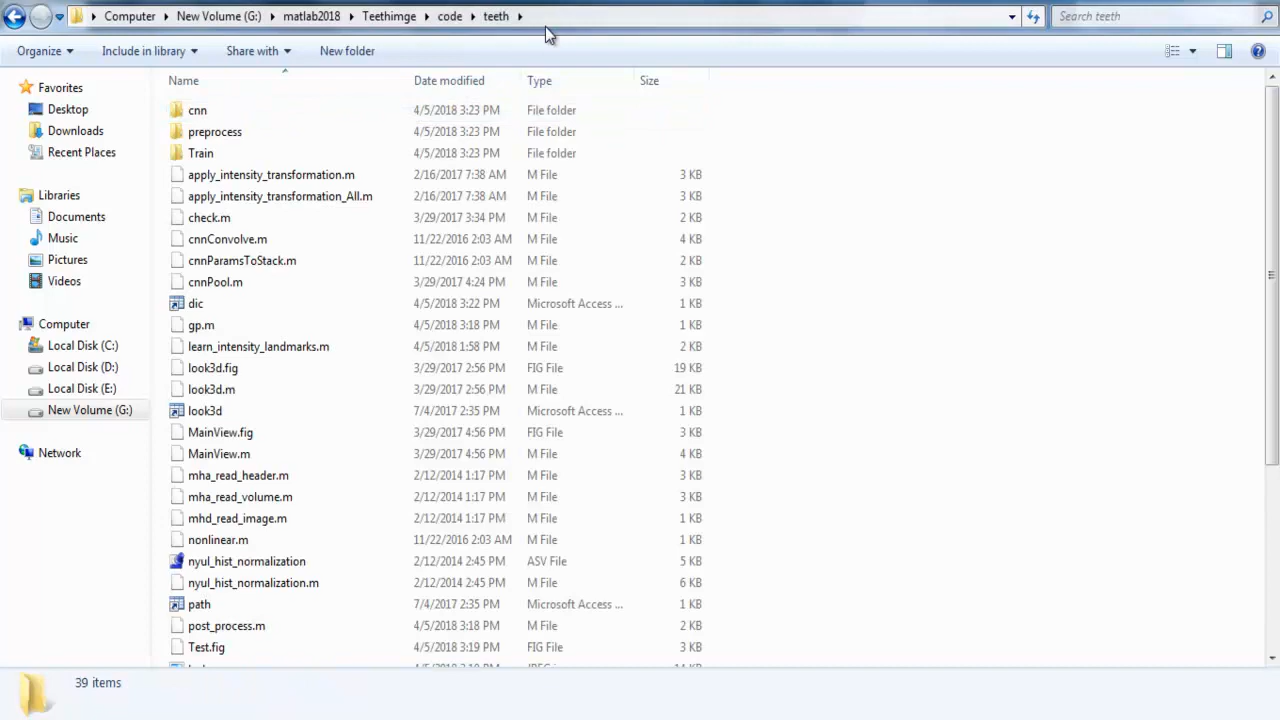 Computer ▸ New Volume (G:) ▸ matlab2018 ▸ Teethimge ▸ code ▸ teeth ▸ Search teeth
Organize Include in library Share with New folder
Name Date modified Type Size
Favorites
Desktop
Downloads
Recent Places
Libraries
Documents
Music
Pictures
Videos
Computer
Local Disk (C:)
Local Disk (D:)
Local Disk (E:)
New Volume (G:)
Network
cnn 4/5/2018 3:23 PM File folder
preprocess 4/5/2018 3:23 PM File folder
Train 4/5/2018 3:23 PM File folder
apply_intensity_transformation.m 2/16/2017 7:38 AM M File 3 KB
apply_intensity_transformation_All.m 2/16/2017 7:38 AM M File 3 KB
check.m 3/29/2017 3:34 PM M File 2 KB
cnnConvolve.m 11/22/2016 2:03 AM M File 4 KB
cnnParamsToStack.m 11/22/2016 2:03 AM M File 2 KB
cnnPool.m 3/29/2017 4:24 PM M File 3 KB
dic 4/5/2018 3:22 PM Microsoft Access ... 1 KB
gp.m 4/5/2018 3:18 PM M File 1 KB
learn_intensity_landmarks.m 4/5/2018 1:58 PM M File 2 KB
look3d.fig 3/29/2017 2:56 PM FIG File 19 KB
look3d.m 3/29/2017 2:56 PM M File 21 KB
look3d 7/4/2017 2:35 PM Microsoft Access ... 1 KB
MainView.fig 3/29/2017 4:56 PM FIG File 3 KB
MainView.m 3/29/2017 4:56 PM M File 4 KB
mha_read_header.m 2/12/2014 1:17 PM M File 3 KB
mha_read_volume.m 2/12/2014 1:17 PM M File 3 KB
mhd_read_image.m 2/12/2014 1:17 PM M File 1 KB
nonlinear.m 11/22/2016 2:03 AM M File 1 KB
nyul_hist_normalization 2/12/2014 2:45 PM ASV File 5 KB
nyul_hist_normalization.m 2/12/2014 2:45 PM M File 6 KB
path 7/4/2017 2:35 PM Microsoft Access ... 1 KB
post_process.m 4/5/2018 3:18 PM M File 2 KB
Test.fig 4/5/2018 3:19 PM FIG File 3 KB
39 items